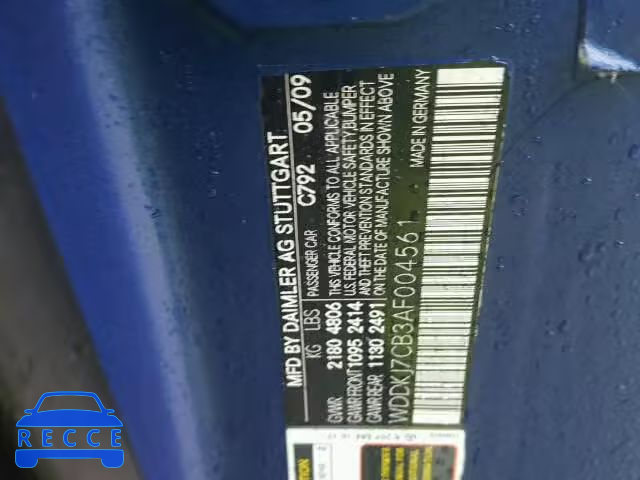 MFD BY DAIMLER AG STUTTGART
KG LBS PASSENGER CAR C792 05/09
GVWR 2180 4806 THIS VEHICLE CONFORMS TO ALL APPLICABLE
GAWR FRONT 1095 2414 U.S. FEDERAL MOTOR VEHICLE SAFETY, BUMPER
GAWR REAR 1130 2491 AND THEFT PREVENTION STANDARDS IN EFFECT
ON THE DATE OF MANUFACTURE SHOWN ABOVE
WDDKJ7CB3AF004561 MADE IN GERMANY
RECCE